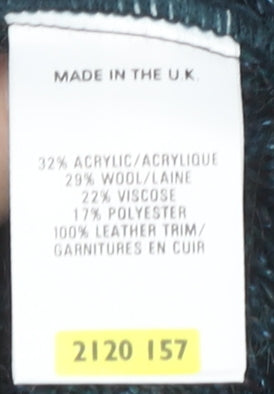 MADE IN THE U.K.
32% ACRYLIC/ACRYLIQUE
29% WOOL/LAINE
22% VISCOSE
17% POLYESTER
100% LEATHER TRIM/
GARNITURES EN CUIR
2120 157